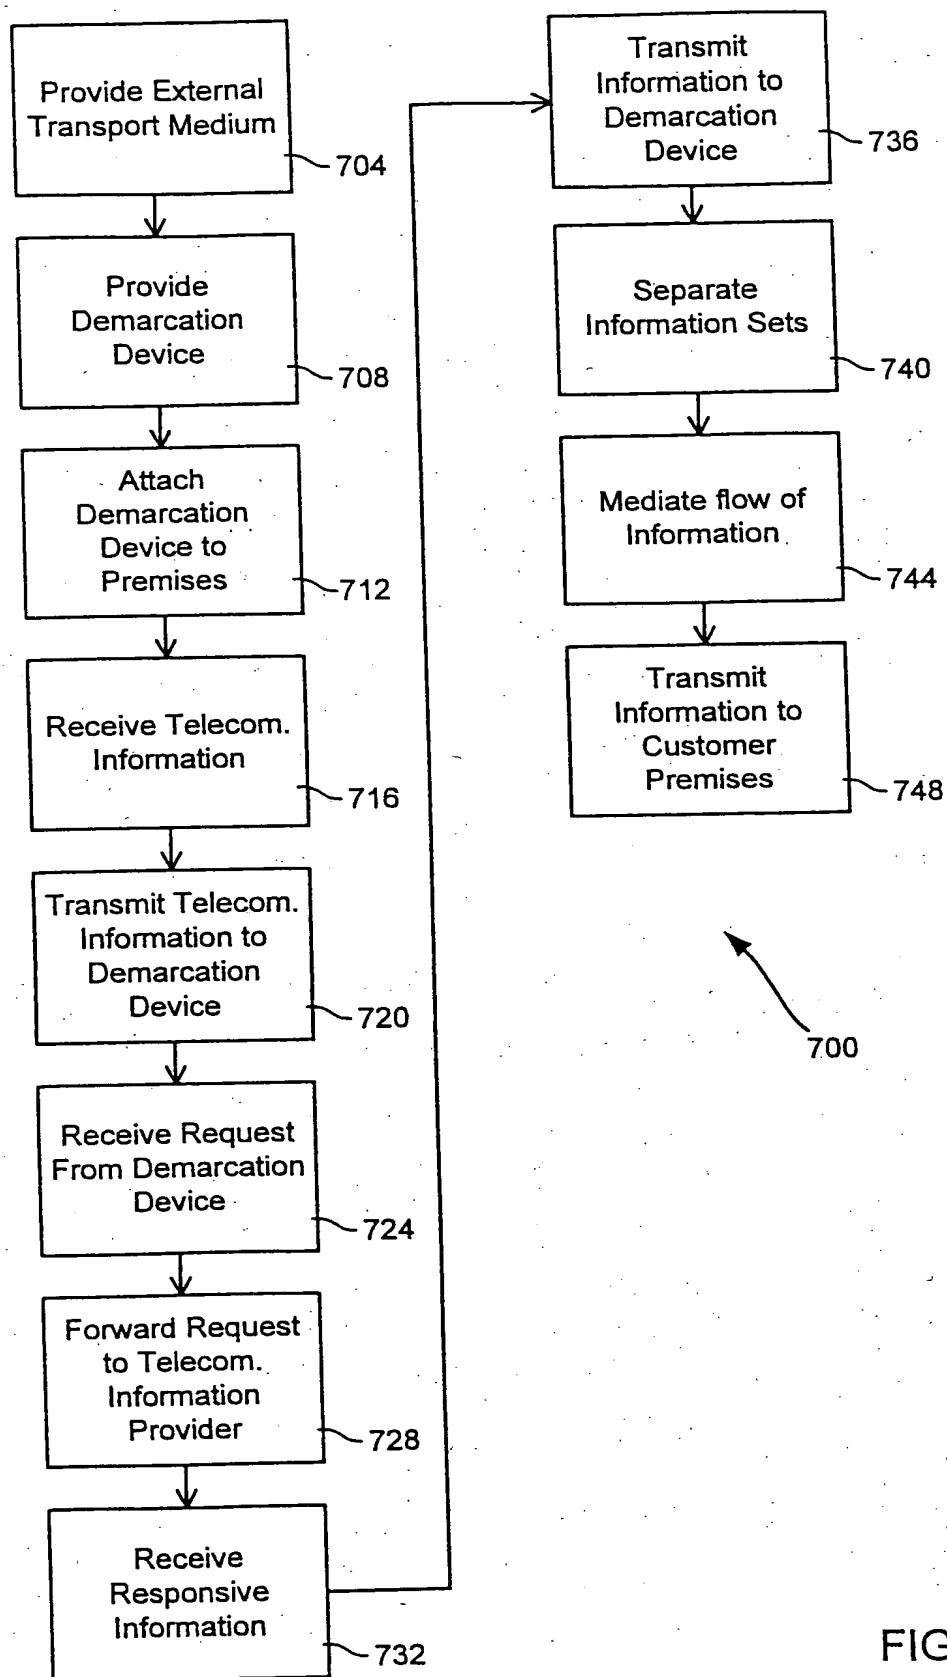 Provide External
Transport Medium
704
Provide
Demarcation
Device
708
Attach
Demarcation
Device to
Premises
712
Receive Telecom.
Information
716
Transmit Telecom.
Information to
Demarcation
Device
720
Receive Request
From Demarcation
Device
724
Forward Request
to Telecom.
Information
Provider
728
Receive
Responsive
Information
732
Transmit
Information to
Demarcation
Device
736
Separate
Information Sets
740
Mediate flow of
Information
744
Transmit
Information to
Customer
Premises
748
700
FIG